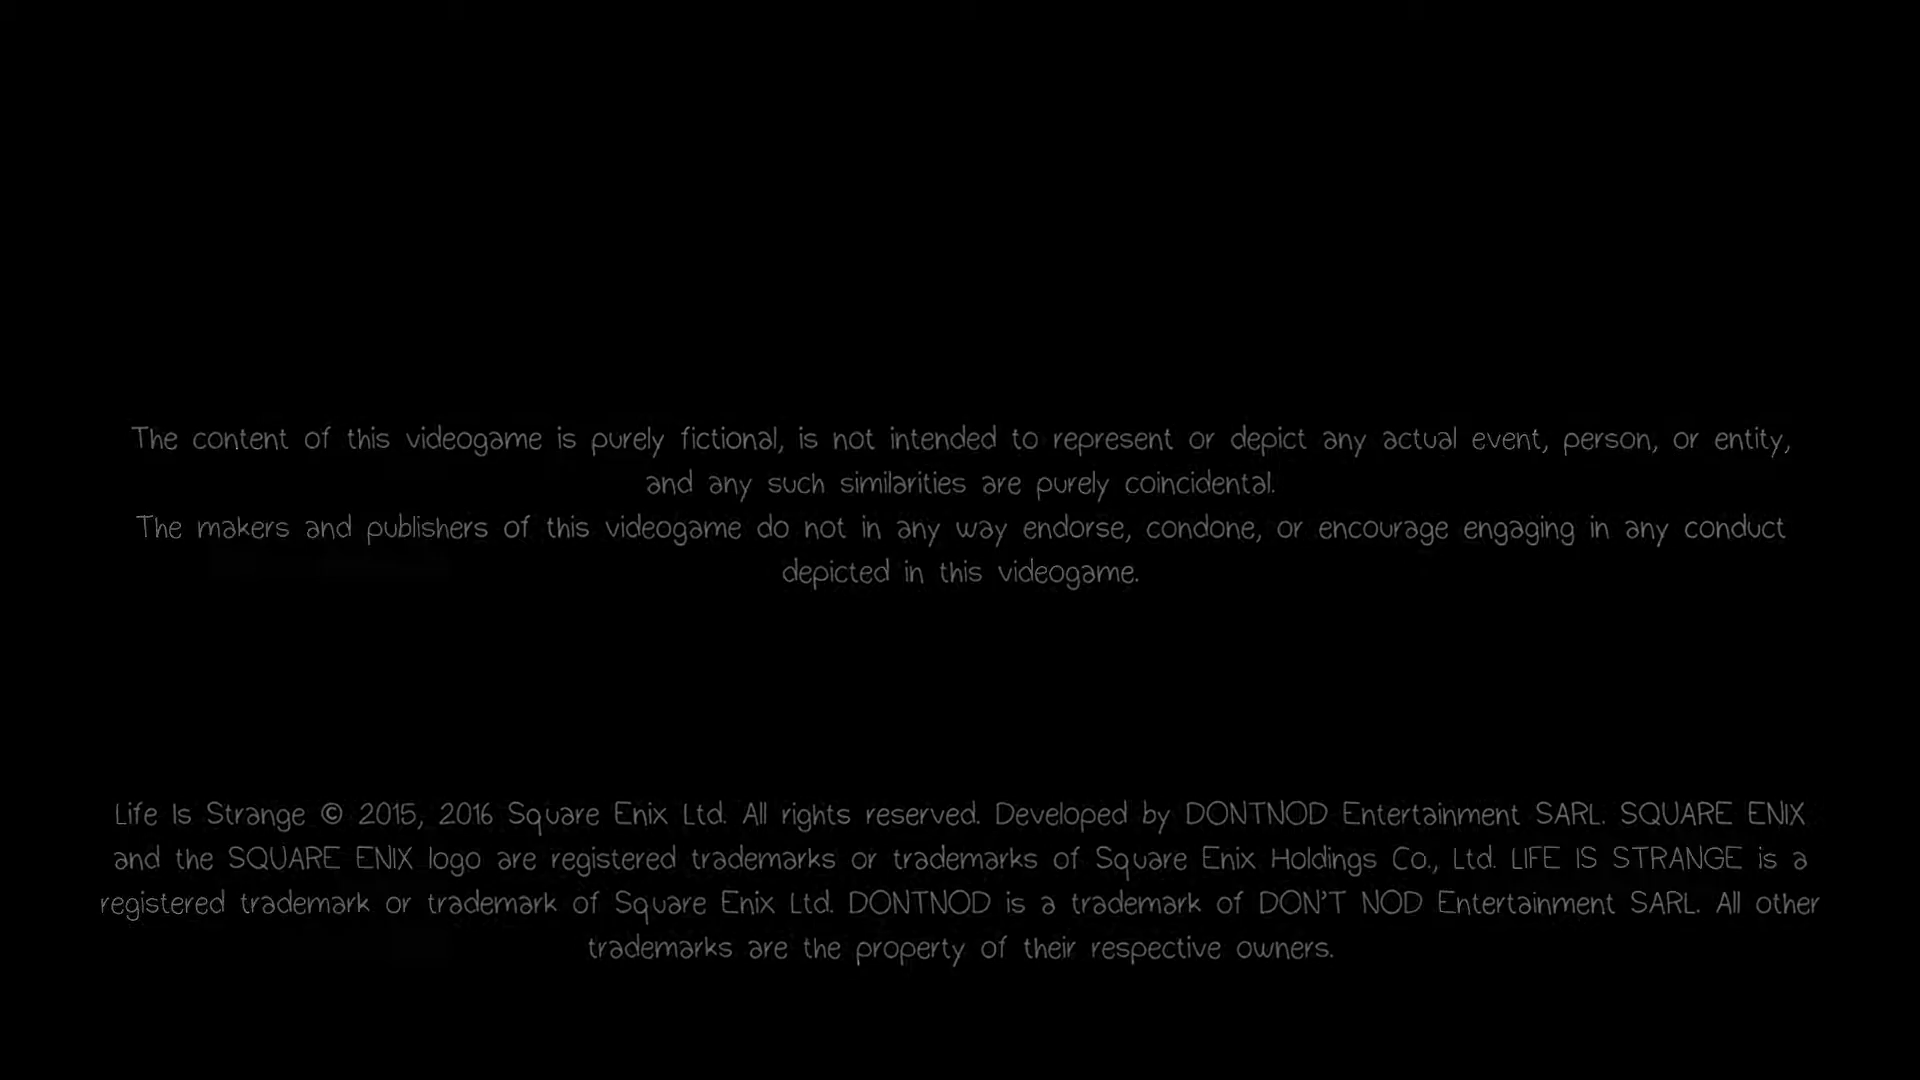 The content of this videogame is purely fictional, is not intended to represent or depict any actual event, person, or entity,
and any such similarities are purely coincidental.
The makers and publishers of this videogame do not in any way endorse, condone, or encourage engaging in any conduct
depicted in this videogame.
Life Is Strange © 2015, 2016 Square Enix Ltd. All rights reserved. Developed by DONTNOD Entertainment SARL. SQUARE ENIX
and the SQUARE ENIX logo are registered trademarks or trademarks of Square Enix Holdings Co., Ltd. LIFE IS STRANGE is a
registered trademark or trademark of Square Enix Ltd. DONTNOD is a trademark of DON'T NOD Entertainment SARL. All other
trademarks are the property of their respective owners.